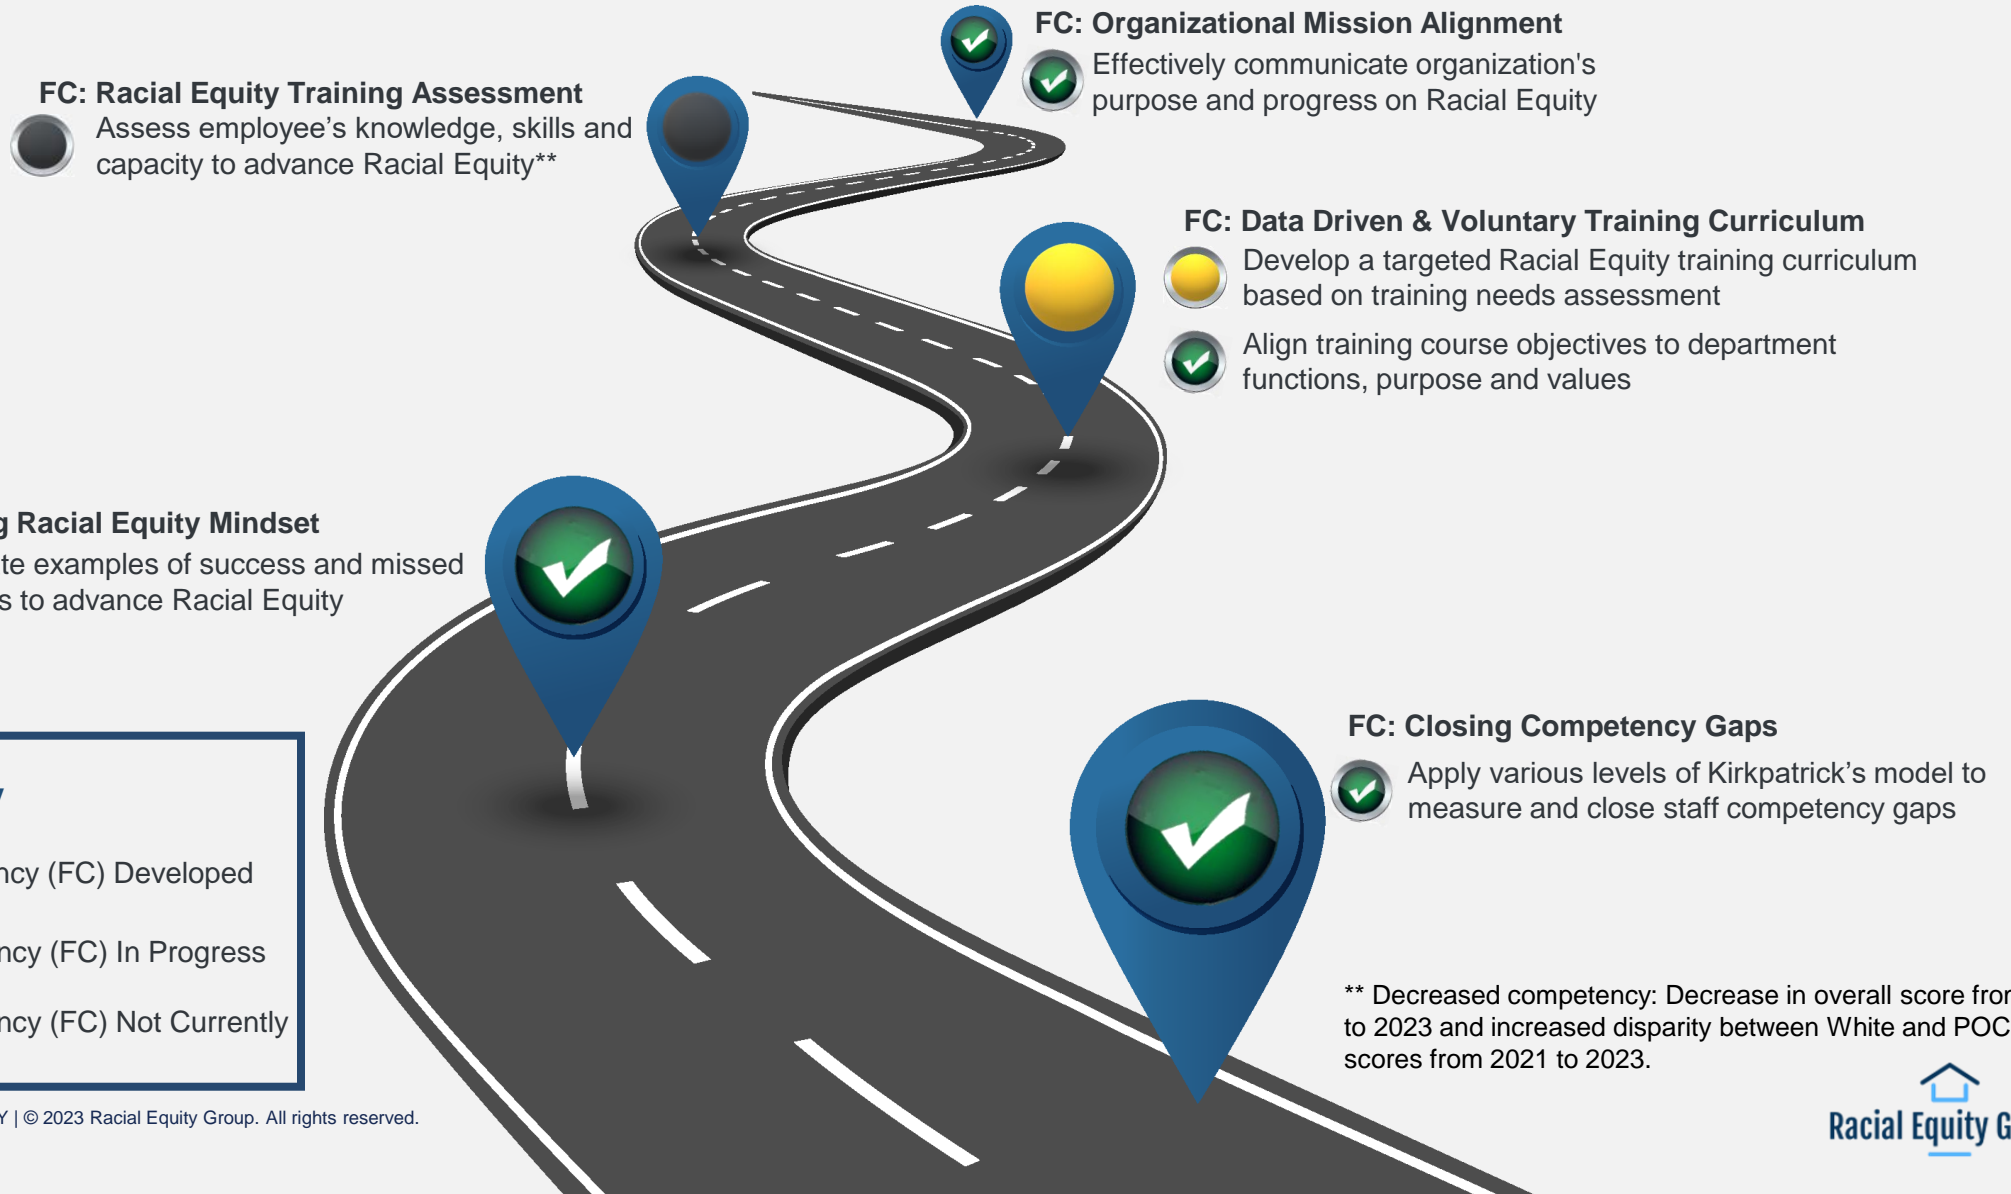 FC: Organizational Mission Alignment
Effectively communicate organization's
purpose and progress on Racial Equity
FC: Racial Equity Training Assessment
Assess employee’s knowledge, skills and
capacity to advance Racial Equity**
FC: Data Driven & Voluntary Training Curriculum
Develop a targeted Racial Equity training curriculum
based on training needs assessment
Align training course objectives to department
functions, purpose and values
Racial Equity Mindset
examples of success and missed
to advance Racial Equity
FC: Closing Competency Gaps
Apply various levels of Kirkpatrick’s model to
measure and close staff competency gaps
(FC) Developed
(FC) In Progress
(FC) Not Currently
** Decreased competency: Decrease in overall score
to 2023 and increased disparity between White and POC
scores from 2021 to 2023.
| © 2023 Racial Equity Group. All rights reserved.
Racial Equity